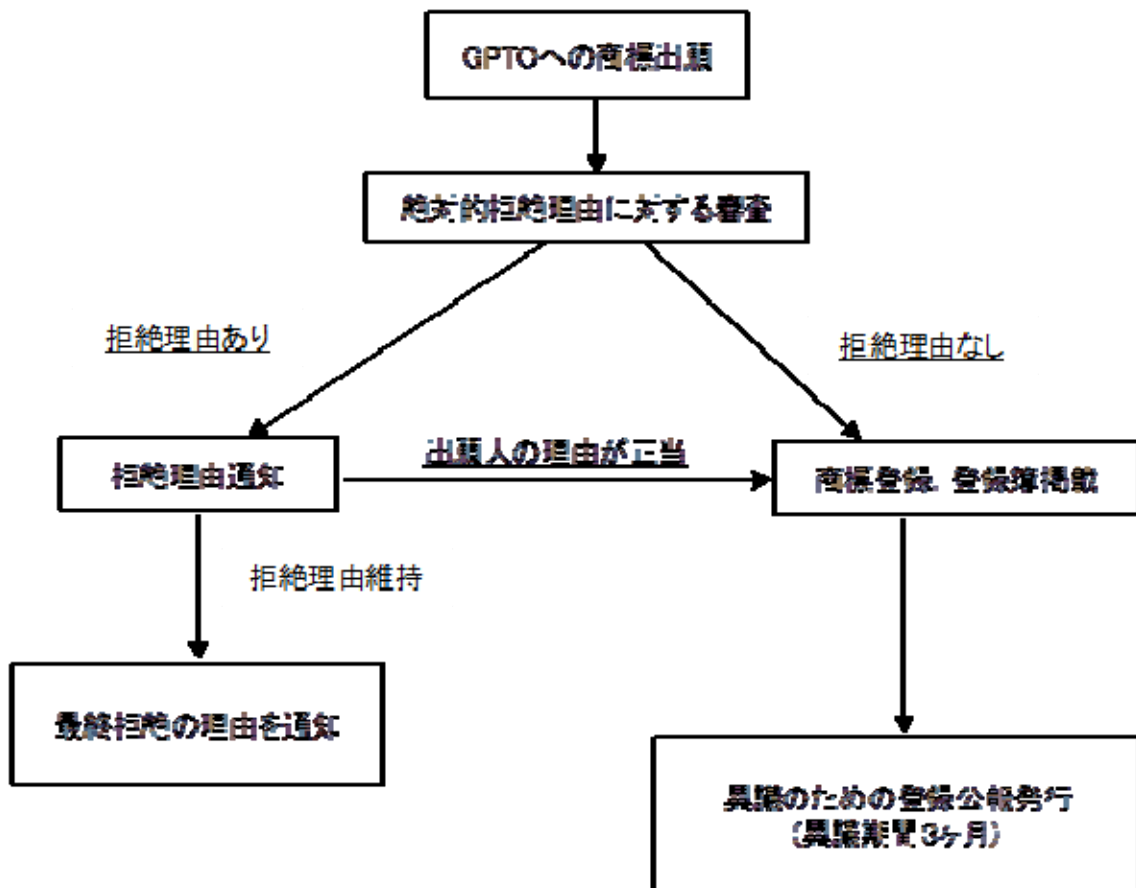 GPTOへの商標出願
絶対的拒絶理由に対する審査
拒絶理由あり
拒絶理由なし
拒絶理由通知
出願人の理由が正当
商標登録、登録簿掲載
拒絶理由維持
最終拒絶の理由を通知
異議のための登録公報発行
(異議期間3ヶ月)